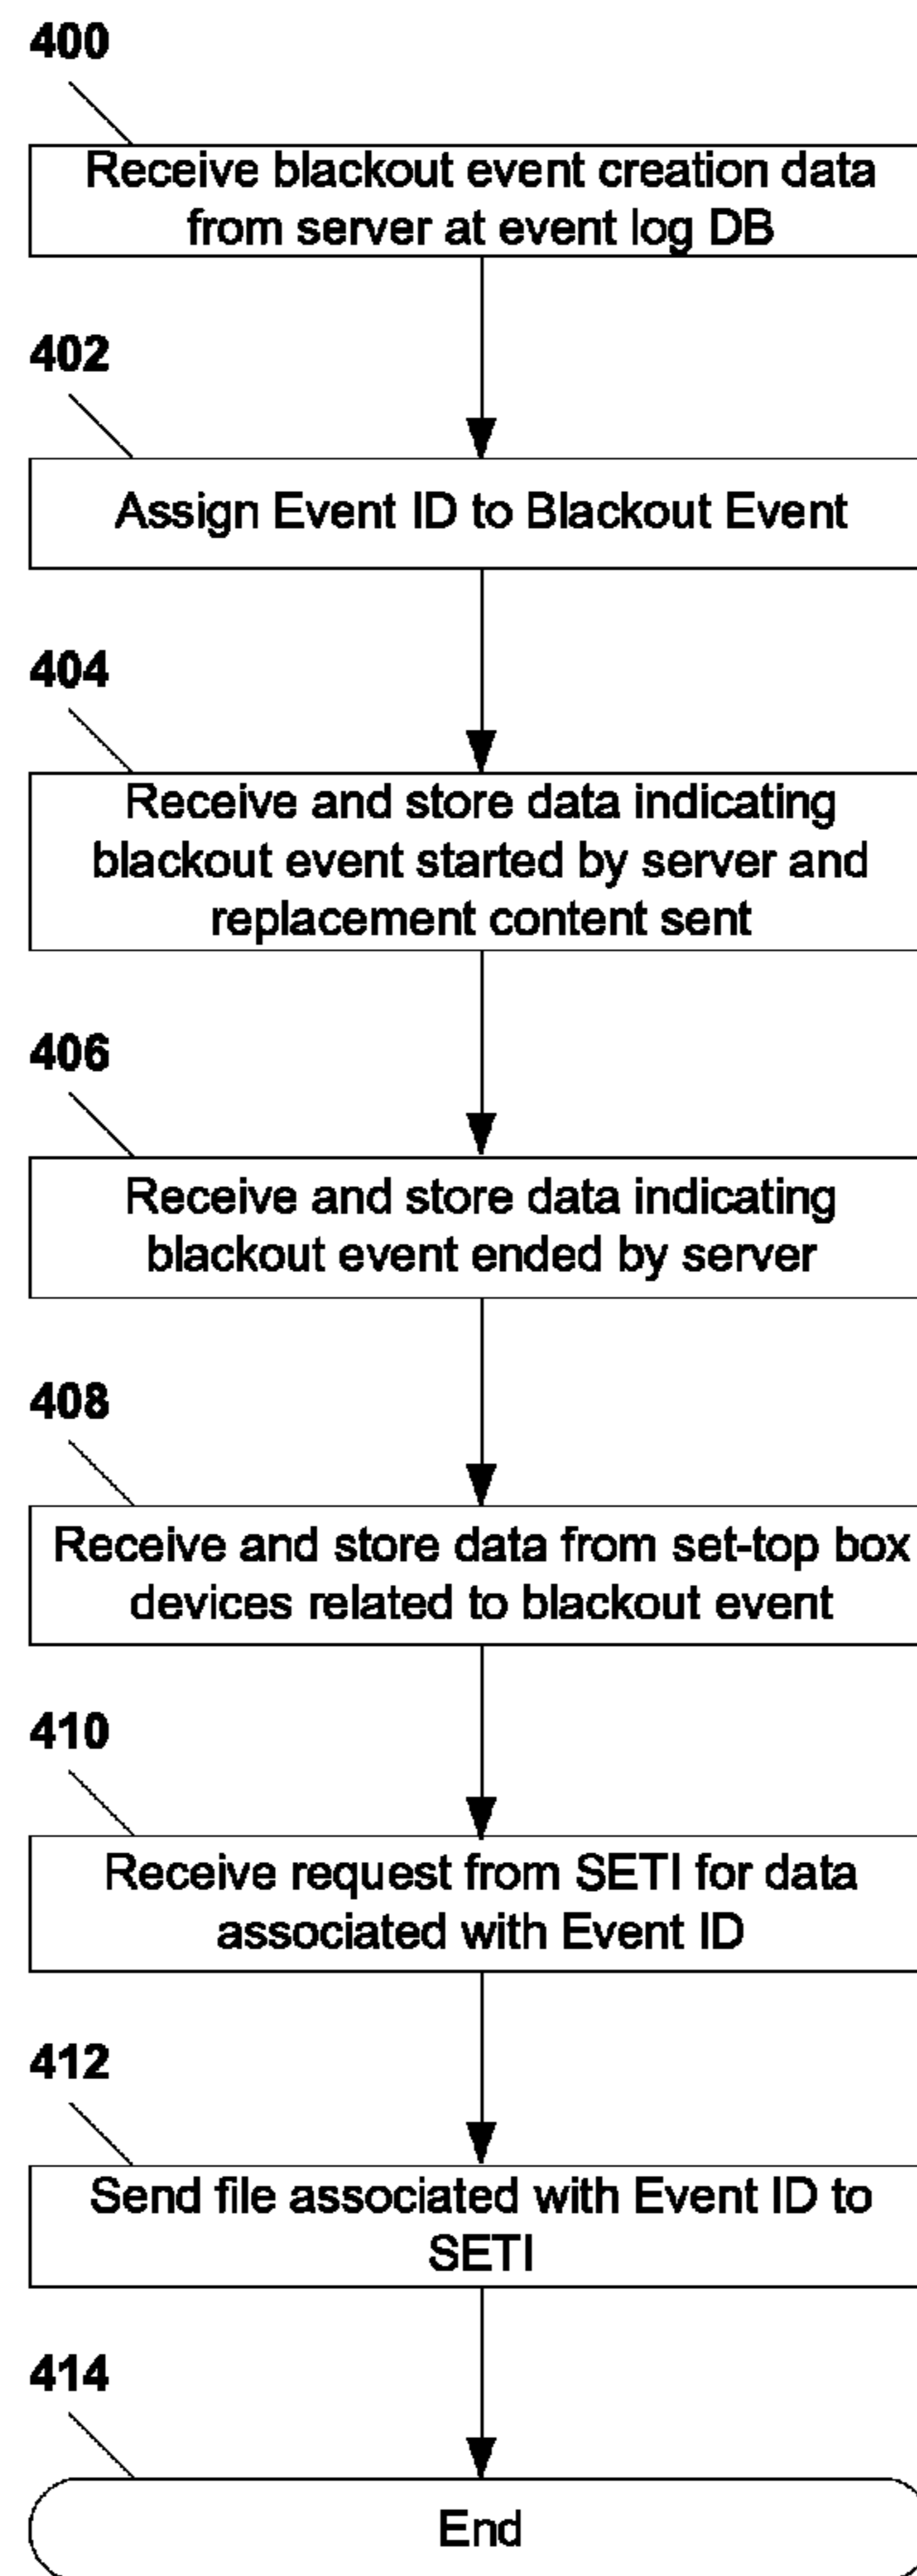 400
Receive blackout event creation data
from server at event log DB
402
Assign Event ID to Blackout Event
404
Receive and store data indicating
blackout event started by server and
replacement content sent
406
Receive and store data indicating
blackout event ended by server
408
Receive and store data from set-top box
devices related to blackout event
410
Receive request from SETI for data
associated with Event ID
412
Send file associated with Event ID to
SETI
414
End